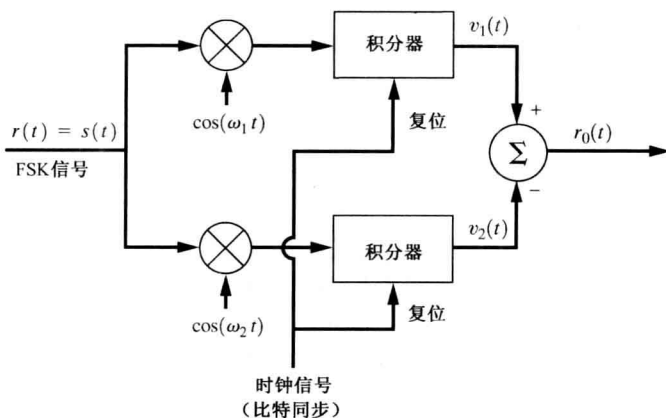 积分器
v₁(t)
cos(ω₁t)
复位
+
r(t) = s(t)
FSK信号
Σ
r₀(t)
−
积分器
v₂(t)
cos(ω₂t)
复位
时钟信号
（比特同步）